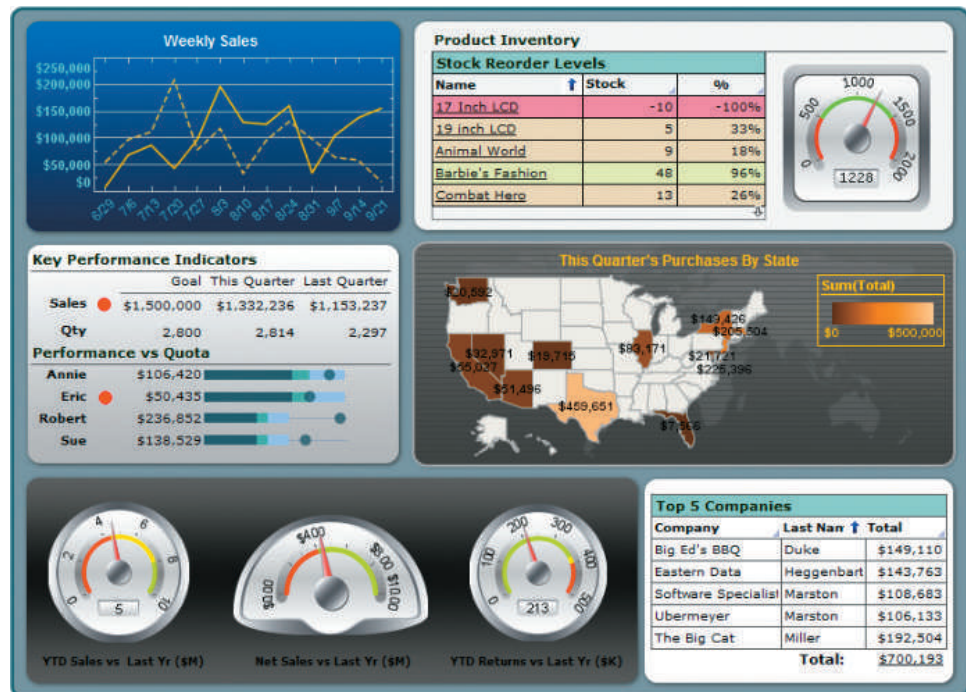 Weekly Sales
$250,000
$200,000
$150,000
$100,000
$50,000
$0
6/29 7/6 7/13 7/20 7/27 8/3 8/10 8/17 8/24 8/31 9/7 9/14 9/21
Product Inventory
Stock Reorder Levels
Name Stock %
17 Inch LCD -10 -100%
19 inch LCD 5 33%
Animal World 9 18%
Barbie's Fashion 48 96%
Combat Hero 13 26%
0 500 1000 1500 2000
1228
Key Performance Indicators
Goal This Quarter Last Quarter
Sales $1,500,000 $1,332,236 $1,153,237
Qty 2,800 2,814 2,297
Performance vs Quota
Annie $106,420
Eric $50,435
Robert $236,852
Sue $138,529
This Quarter's Purchases By State
Sum(Total)
$0 $500,000
$149,426
$205,504
$32,971
$19,715
$83,171
$21,721
$55,037
$225,396
$51,496
$459,651
0 2 4 6 8 10
5
YTD Sales vs Last Yr ($M)
$0.00 $4.00 $8.00 $10.00
Net Sales vs Last Yr ($M)
0 100 200 300 400 500
213
YTD Returns vs Last Yr ($K)
Top 5 Companies
Company Last Nam Total
Big Ed's BBQ Duke $149,110
Eastern Data Heggenbart $143,763
Software Specialist Marston $108,683
Ubermeyer Marston $106,133
The Big Cat Miller $192,504
Total: $700,193